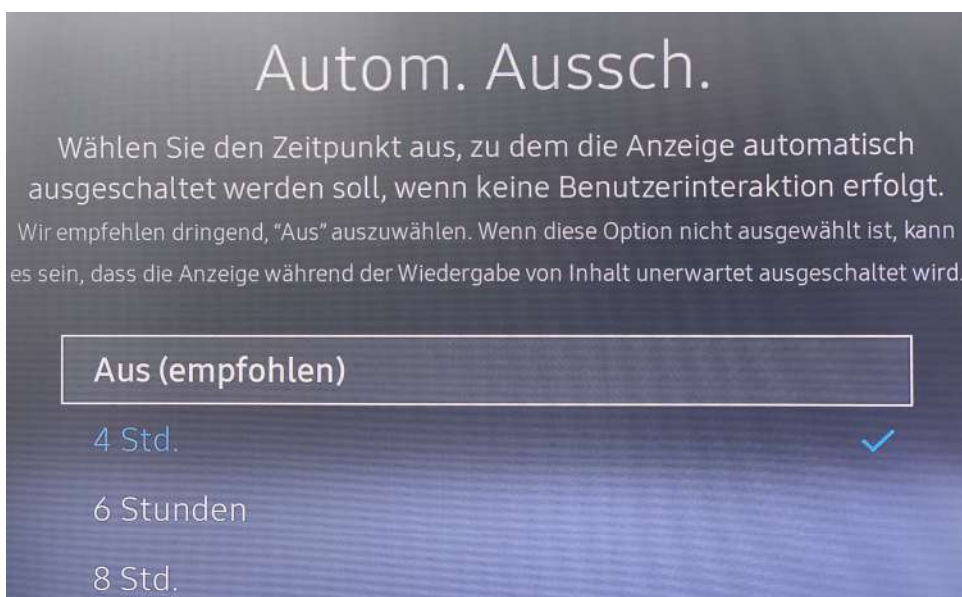 Autom. Aussch.
Wählen Sie den Zeitpunkt aus, zu dem die Anzeige automatisch
ausgeschaltet werden soll, wenn keine Benutzerinteraktion erfolgt.
Wir empfehlen dringend, "Aus" auszuwählen. Wenn diese Option nicht ausgewählt ist, kann
es sein, dass die Anzeige während der Wiedergabe von Inhalt unerwartet ausgeschaltet wird.
Aus (empfohlen)
4 Std.
6 Stunden
8 Std.